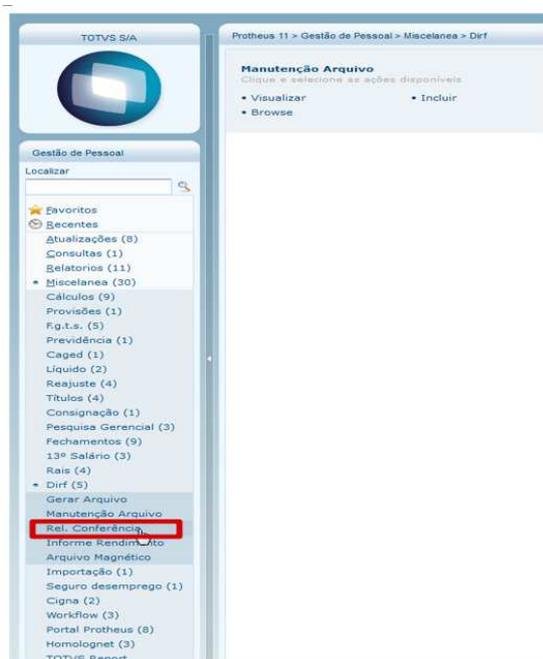 TOTVS S/A
Protheus 11 > Gestão de Pessoal > Miscelanea > Dirf
Manutenção Arquivo
Clique e selecione as ações disponíveis
• Visualizar
• Incluir
• Browse
Gestão de Pessoal
Localizar
Favoritos
Recentes
Atualizações (8)
Consultas (1)
Relatorios (11)
• Miscelanea (30)
Cálculos (9)
Provisões (1)
F.g.t.s. (5)
Previdência (1)
Caged (1)
Líquido (2)
Reajuste (4)
Títulos (4)
Consignação (1)
Pesquisa Gerencial (3)
Fechamentos (9)
13º Salário (3)
Rais (4)
• Dirf (5)
Gerar Arquivo
Manutenção Arquivo
Rel. Conferência
Informe Rendimento
Arquivo Magnético
Importação (1)
Seguro desemprego (1)
Cigna (2)
Workflow (3)
Portal Protheus (8)
Homolognet (3)
TOTVS Report